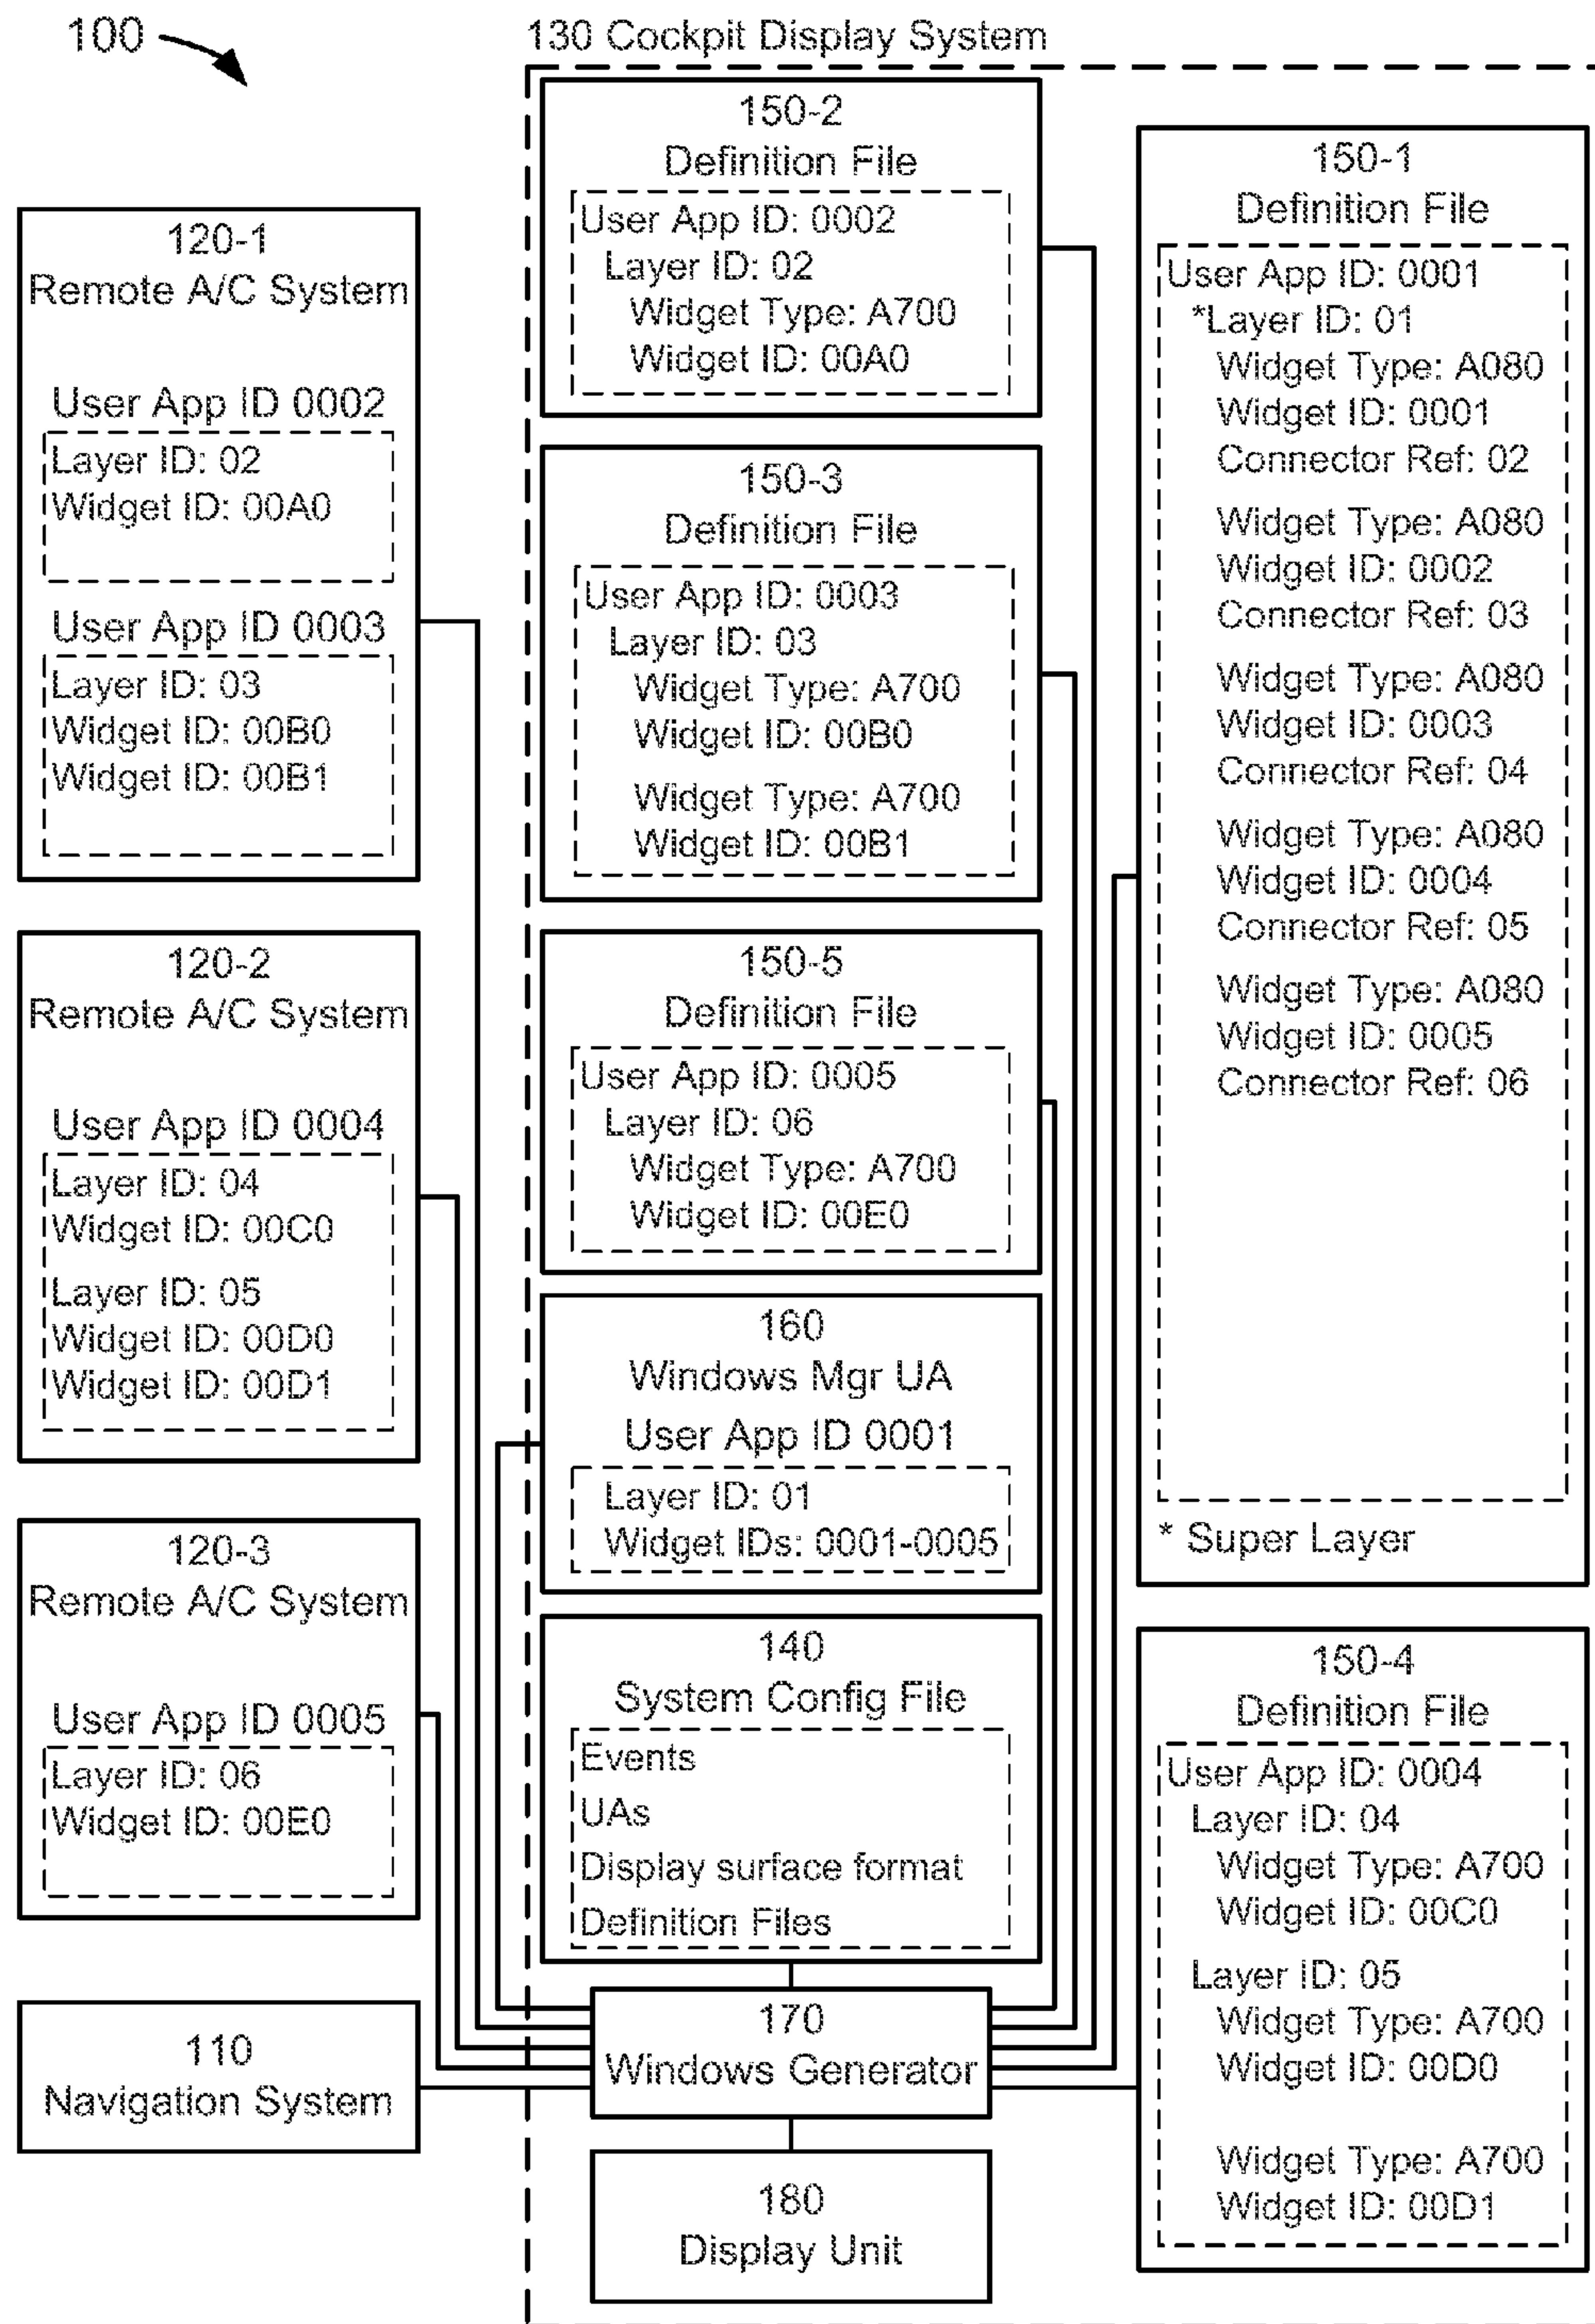 100
130 Cockpit Display System
120-1
Remote A/C System
User App ID 0002
Layer ID: 02
Widget ID: 00A0
User App ID 0003
Layer ID: 03
Widget ID: 00B0
Widget ID: 00B1
120-2
Remote A/C System
User App ID 0004
Layer ID: 04
Widget ID: 00C0
Layer ID: 05
Widget ID: 00D0
Widget ID: 00D1
120-3
Remote A/C System
User App ID 0005
Layer ID: 06
Widget ID: 00E0
110
Navigation System
150-2
Definition File
User App ID: 0002
Layer ID: 02
Widget Type: A700
Widget ID: 00A0
150-3
Definition File
User App ID: 0003
Layer ID: 03
Widget Type: A700
Widget ID: 00B0
Widget Type: A700
Widget ID: 00B1
150-5
Definition File
User App ID: 0005
Layer ID: 06
Widget Type: A700
Widget ID: 00E0
160
Windows Mgr UA
User App ID 0001
Layer ID: 01
Widget IDs: 0001-0005
140
System Config File
Events
UAs
Display surface format
Definition Files
170
Windows Generator
180
Display Unit
150-1
Definition File
User App ID: 0001
*Layer ID: 01
Widget Type: A080
Widget ID: 0001
Connector Ref: 02
Widget Type: A080
Widget ID: 0002
Connector Ref: 03
Widget Type: A080
Widget ID: 0003
Connector Ref: 04
Widget Type: A080
Widget ID: 0004
Connector Ref: 05
Widget Type: A080
Widget ID: 0005
Connector Ref: 06
* Super Layer
150-4
Definition File
User App ID: 0004
Layer ID: 04
Widget Type: A700
Widget ID: 00C0
Layer ID: 05
Widget Type: A700
Widget ID: 00D0
Widget Type: A700
Widget ID: 00D1